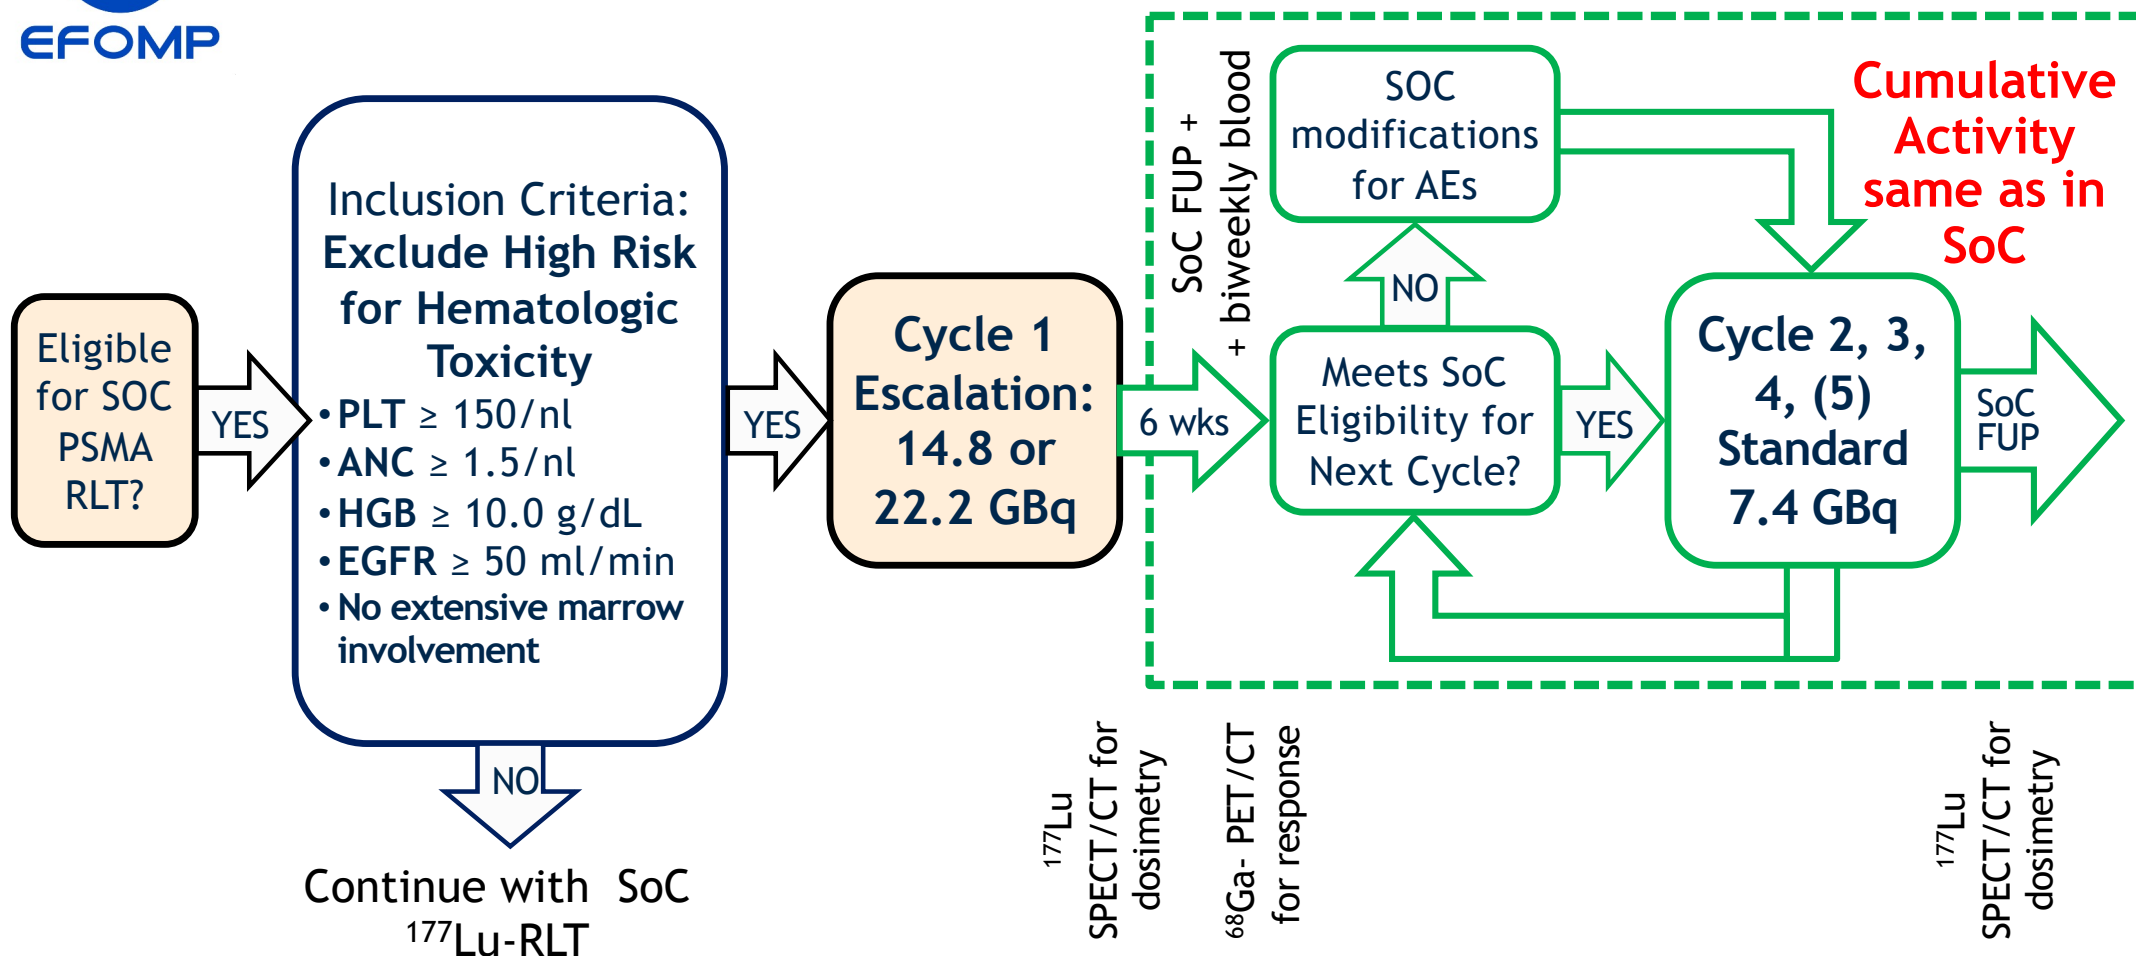 EFOMP
Eligible
for SOC
PSMA
RLT?
YES
Inclusion Criteria:
Exclude High Risk
for Hematologic
Toxicity
• PLT ≥ 150/nl
• ANC ≥ 1.5/nl
• HGB ≥ 10.0 g/dL
• EGFR ≥ 50 ml/min
• No extensive marrow
involvement
NO
Continue with SoC
¹⁷⁷Lu-RLT
YES
Cycle 1
Escalation:
14.8 or
22.2 GBq
6 wks
SoC FUP +
+ biweekly blood
SOC
modifications
for AEs
NO
Meets SoC
Eligibility for
Next Cycle?
YES
Cumulative
Activity
same as in
SoC
Cycle 2, 3,
4, (5)
Standard
7.4 GBq
SoC
FUP
¹⁷⁷Lu
SPECT/CT for
dosimetry
⁶⁸Ga- PET/CT
for response
¹⁷⁷Lu
SPECT/CT for
dosimetry